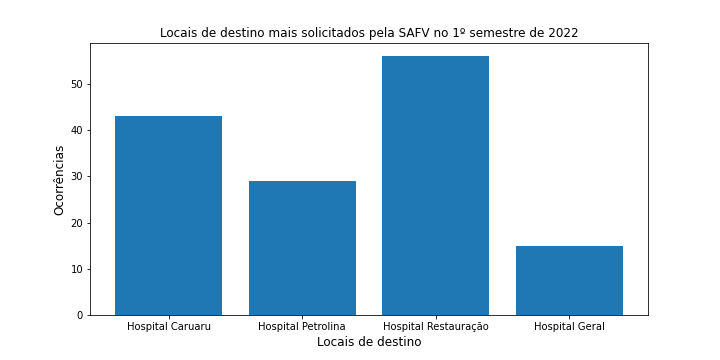 Locais de destino mais solicitados pela SAFV no 1º semestre de 2022
Ocorrências
50
40
30
20
10
0
Hospital Caruaru
Hospital Petrolina
Hospital Restauração
Hospital Geral
Locais de destino